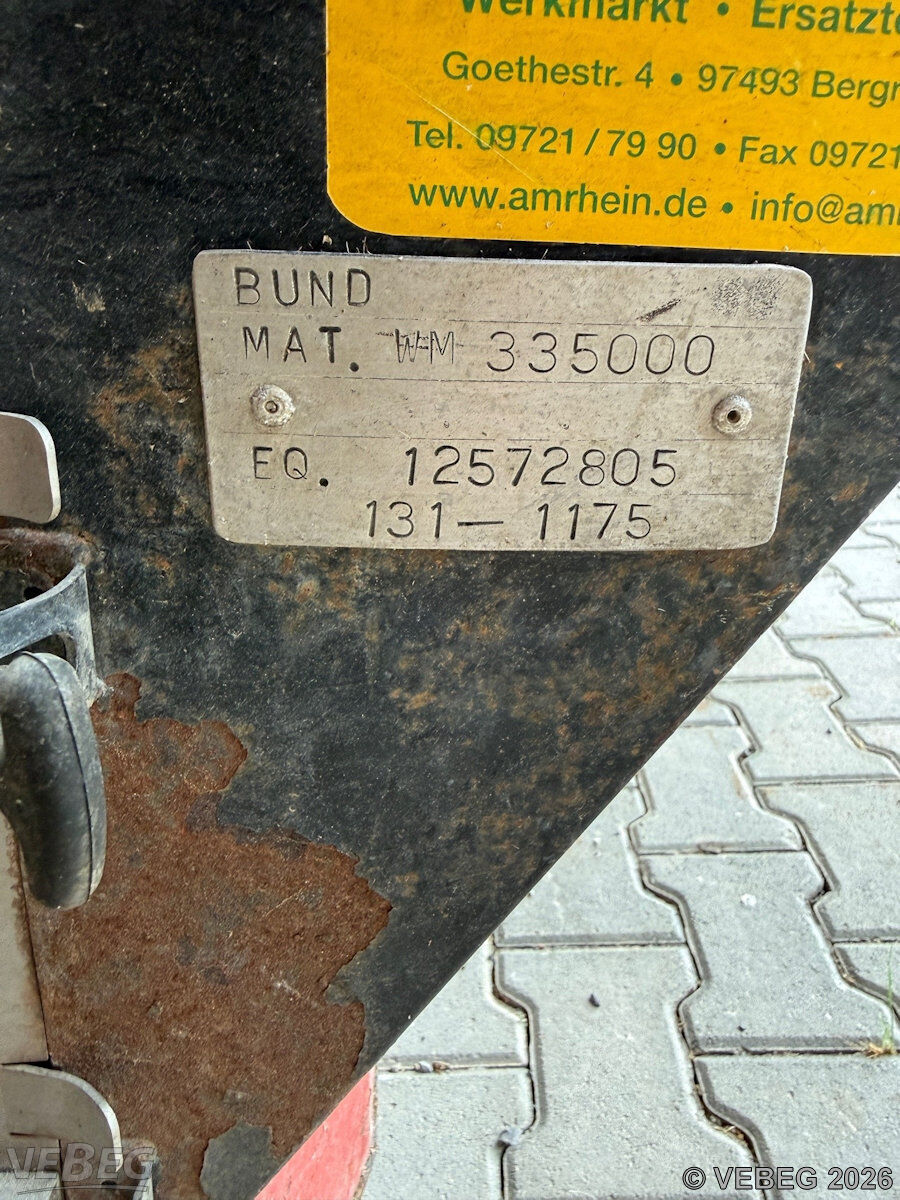 Werkmarkt • Ersatzte
Goethestr. 4 • 97493 Bergr
Tel. 09721 / 79 90 • Fax 09721
www.amrhein.de • info@amr
BUND
MAT. WM 335000
EQ. 12572805
131— 1175
VEBEG
© VEBEG 2026